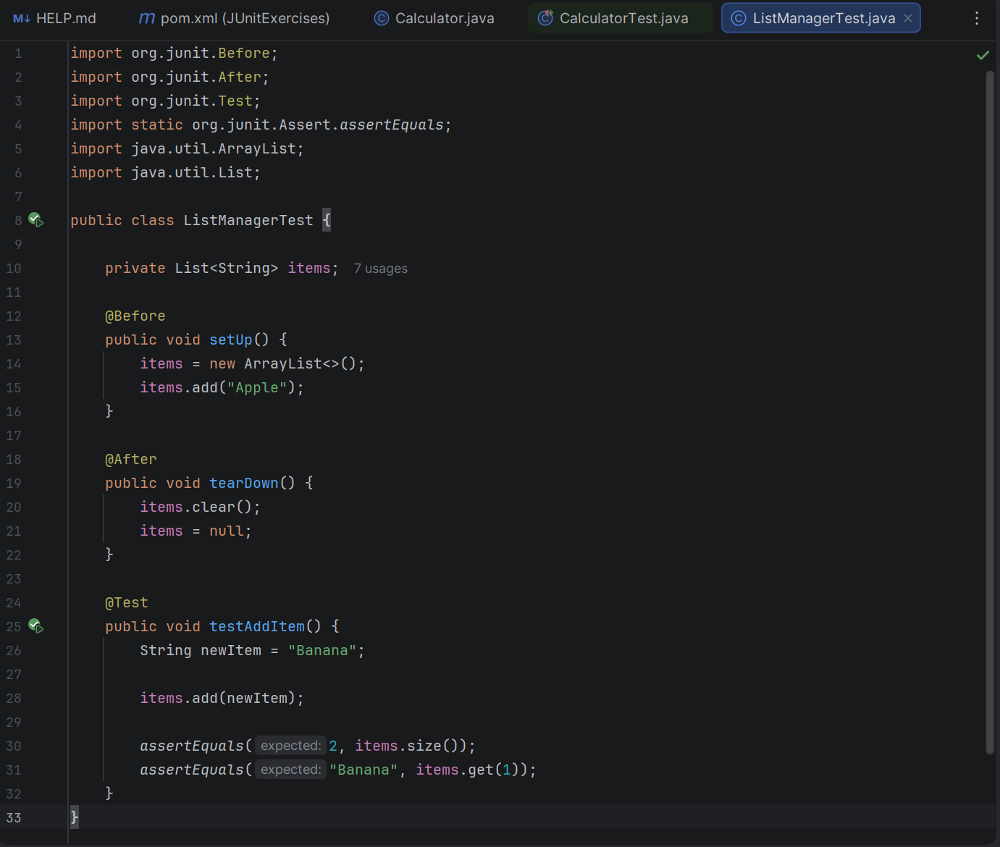 M↓ HELP.md m pom.xml (JUnitExercises) C Calculator.java C CalculatorTest.java C ListManagerTest.java ×
1 import org.junit.Before;
2 import org.junit.After;
3 import org.junit.Test;
4 import static org.junit.Assert.assertEquals;
5 import java.util.ArrayList;
6 import java.util.List;
7
8 public class ListManagerTest {
9
10 private List<String> items; 7 usages
11
12 @Before
13 public void setUp() {
14 items = new ArrayList<>();
15 items.add("Apple");
16 }
17
18 @After
19 public void tearDown() {
20 items.clear();
21 items = null;
22 }
23
24 @Test
25 public void testAddItem() {
26 String newItem = "Banana";
27
28 items.add(newItem);
29
30 assertEquals( expected: 2, items.size());
31 assertEquals( expected: "Banana", items.get(1));
32 }
33 }